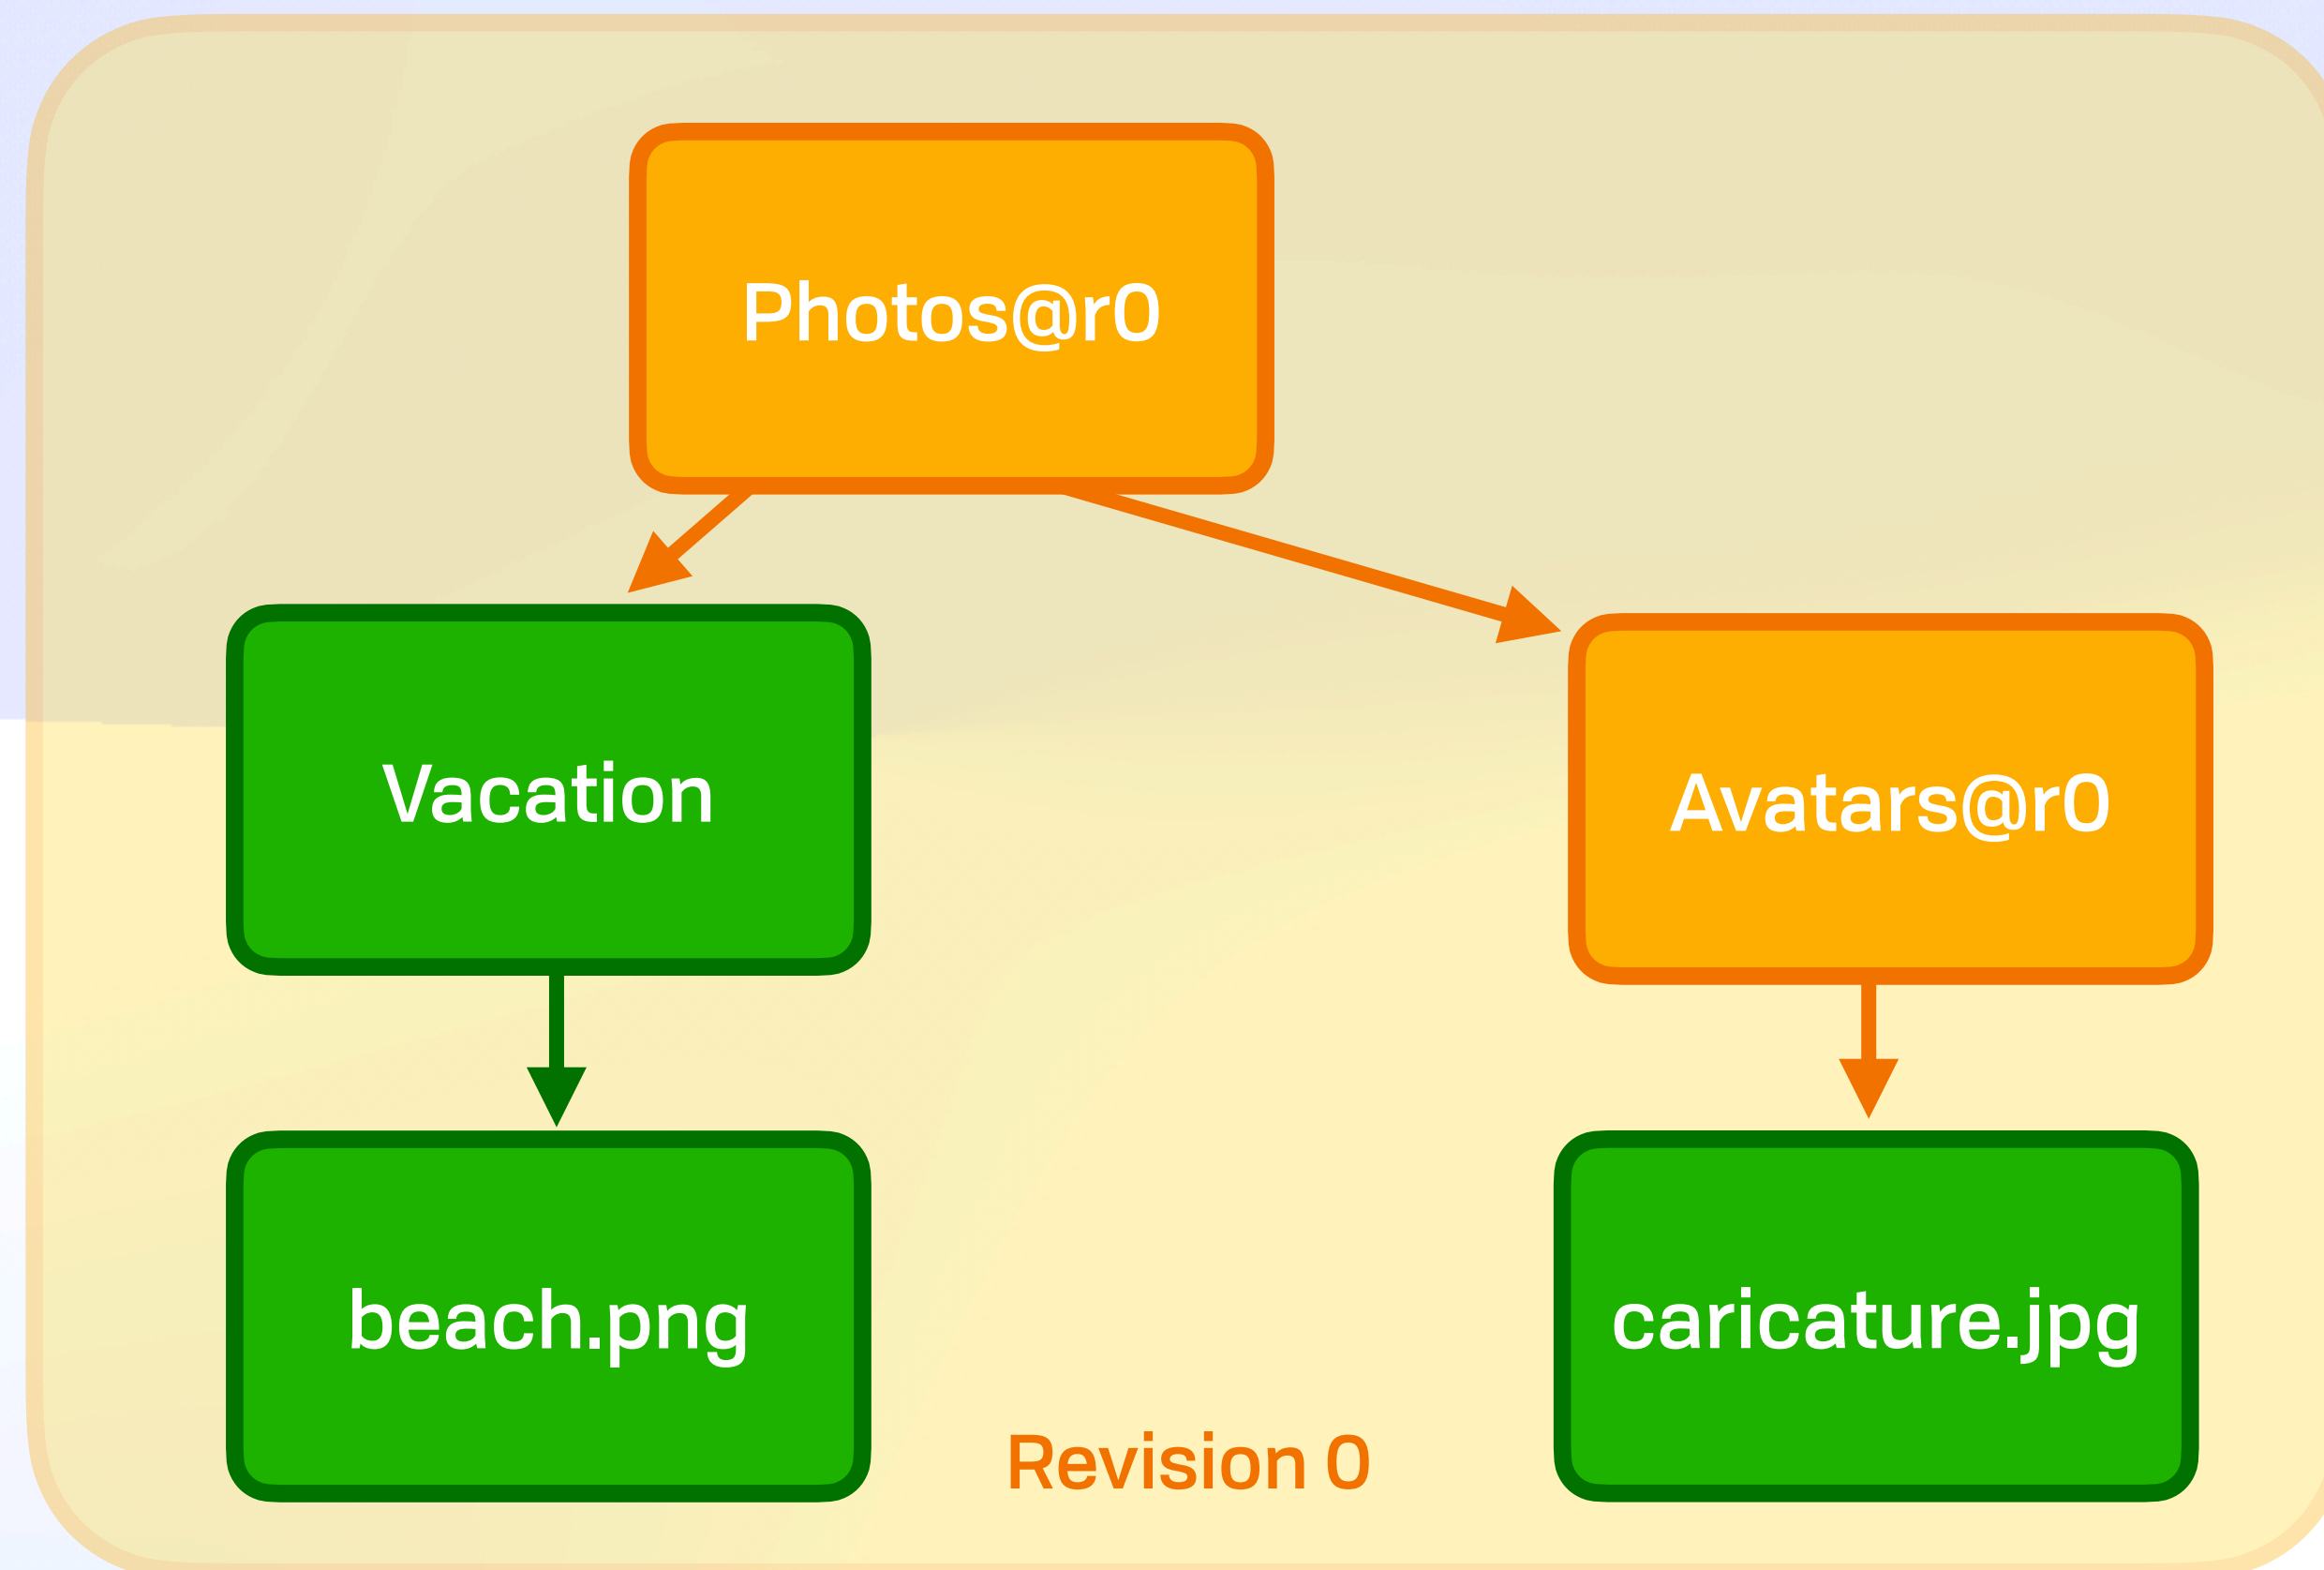 Photos@r0
Vacation
Avatars@r0
beach.png
caricature.jpg
Revision 0